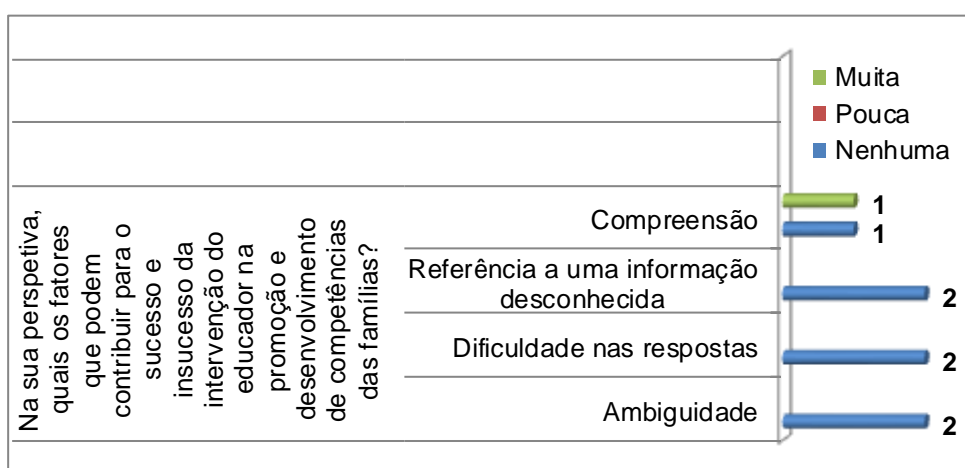 Muita
Pouca
Nenhuma
Na sua perspetiva,
quais os fatores
que podem
contribuir para o
sucesso e
insucesso da
intervenção do
educador na
promoção e
desenvolvimento
de competências
das famílias?
Compreensão
1
1
Referência a uma informação
desconhecida
2
Dificuldade nas respostas
2
Ambiguidade
2